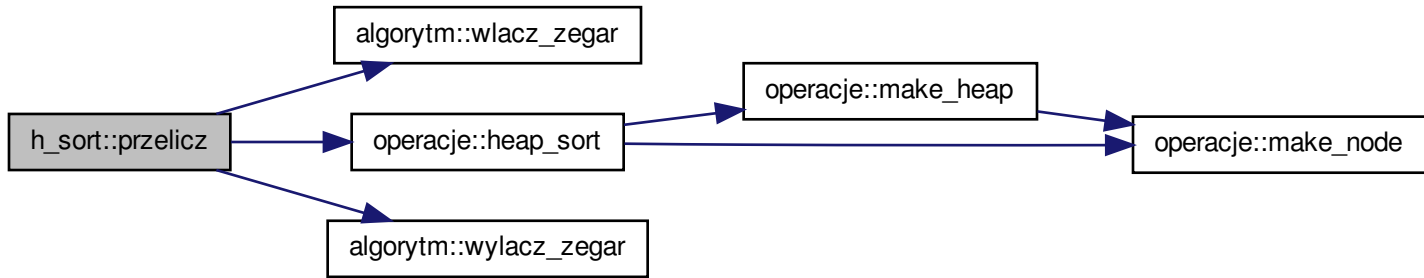 algorytm::wlacz_zegar
operacje::make_heap
h_sort::przelicz
operacje::heap_sort
operacje::make_node
algorytm::wylacz_zegar